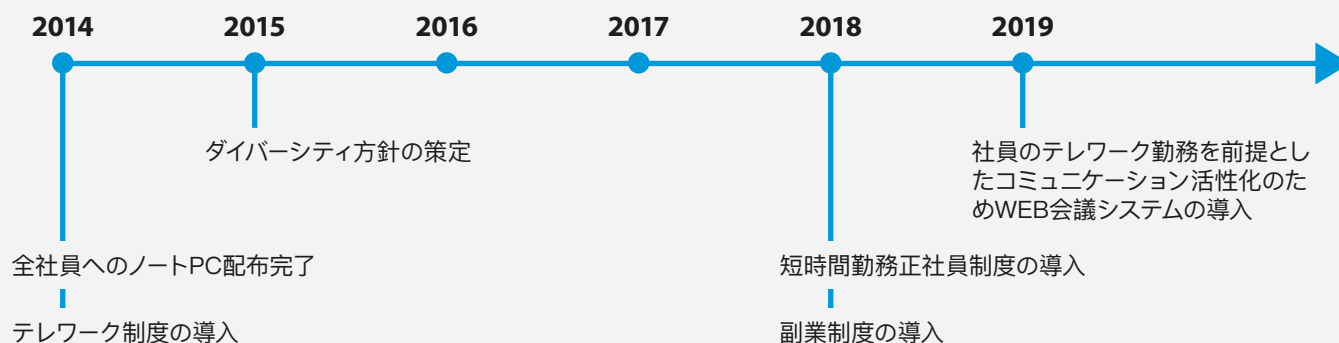 2014 2015 2016 2017 2018 2019
ダイバーシティ方針の策定
社員のテレワーク勤務を前提とし
たコミュニケーション活性化のた
めWEB会議システムの導入
全社員へのノートPC配布完了
短時間勤務正社員制度の導入
テレワーク制度の導入
副業制度の導入